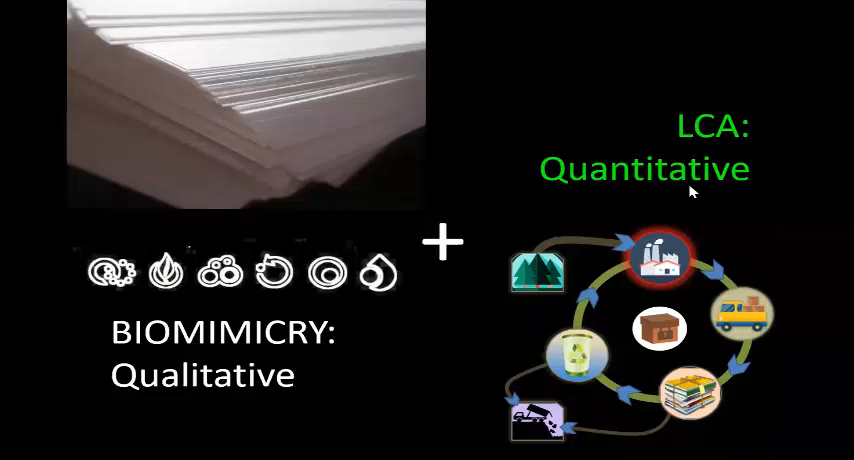 LCA:
Quantitative
+
BIOMIMICRY:
Qualitative